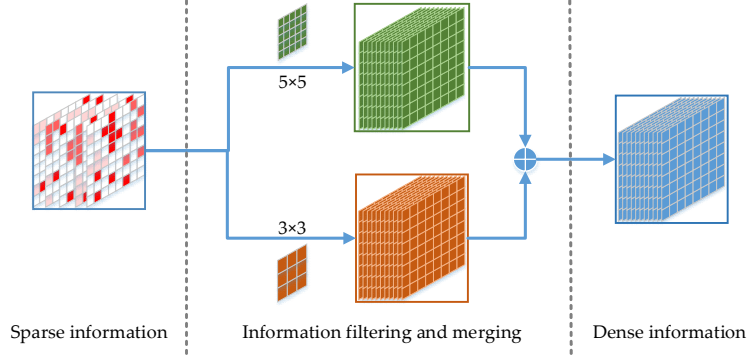 5×5
3×3
Sparse information
Information filtering and merging
Dense information